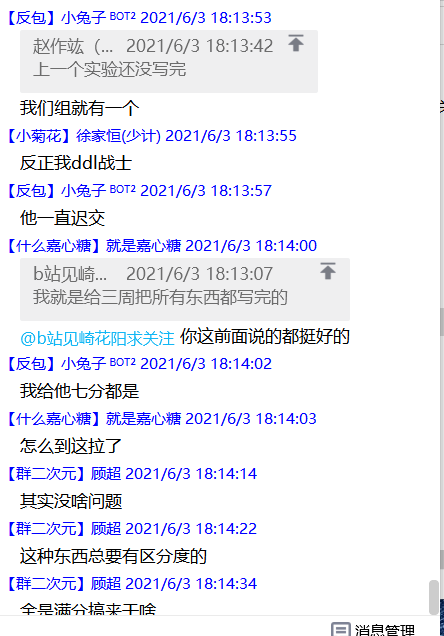 【反包】小兔子 BOT2 2021/6/3 18:13:53
赵作竑（... 2021/6/3 18:13:42
上一个实验还没写完
我们组就有一个
【小菊花】徐家恒(少计) 2021/6/3 18:13:55
反正我ddl战士
【反包】小兔子 BOT2 2021/6/3 18:13:57
他一直迟交
【什么嘉心糖】就是嘉心糖 2021/6/3 18:14:00
b站见崎... 2021/6/3 18:13:07
我就是给三周把所有东西都写完的
@b站见崎花阳求关注 你这前面说的都挺好的
【反包】小兔子 BOT2 2021/6/3 18:14:02
我给他七分都是
【什么嘉心糖】就是嘉心糖 2021/6/3 18:14:03
怎么到这拉了
【群二次元】顾超 2021/6/3 18:14:14
其实没啥问题
【群二次元】顾超 2021/6/3 18:14:22
这种东西总要有区分度的
【群二次元】顾超 2021/6/3 18:14:34
全是满分搞来干啥
消息管理